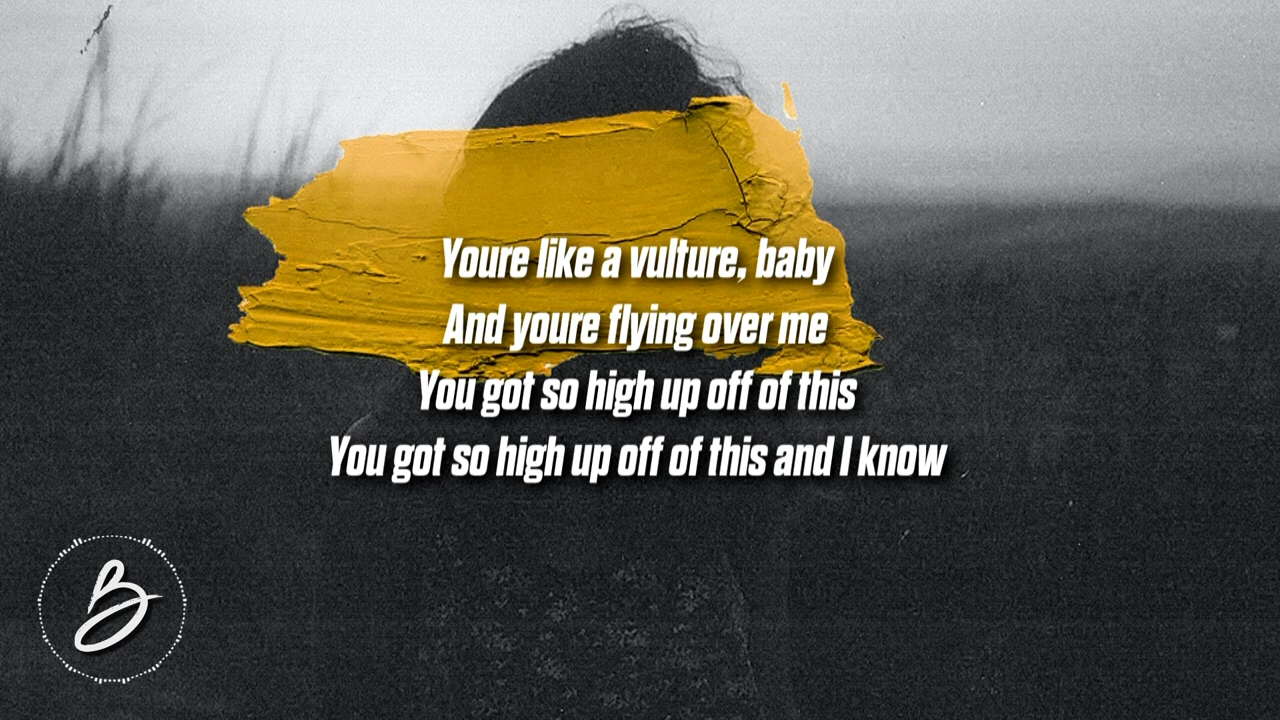 Youre like a vulture, baby
And youre flying over me
You got so high up off of this
You got so high up off of this and I know
B